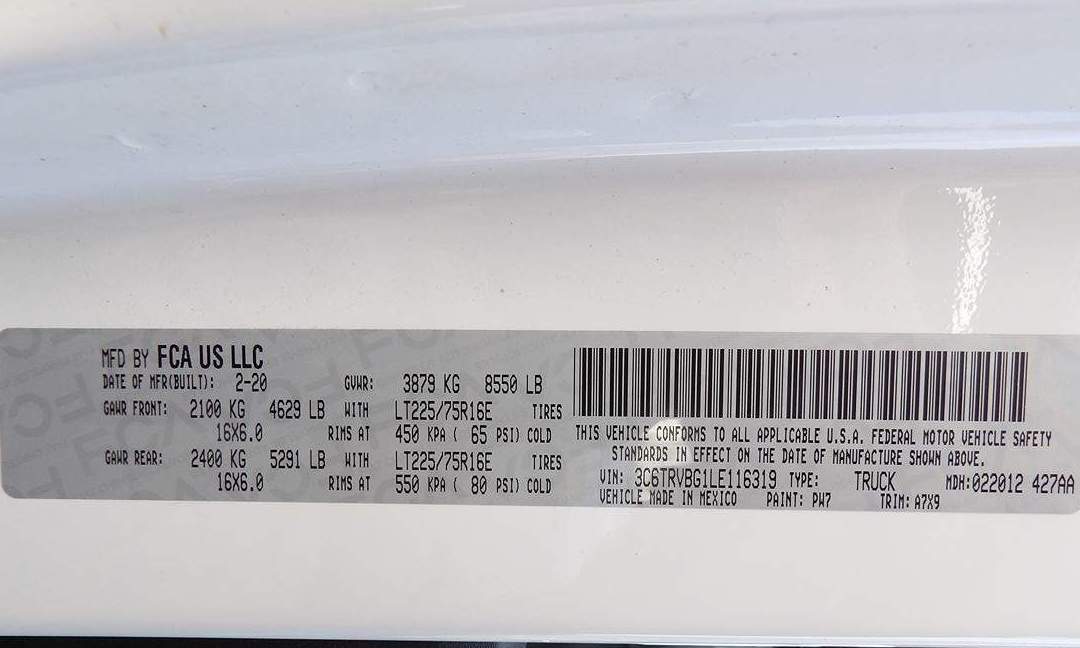 MFD BY FCA US LLC
DATE OF MFR(BUILT): 2-20 GVWR: 3879 KG 8550 LB
GAWR FRONT: 2100 KG 4629 LB WITH LT225/75R16E TIRES
16X6.0 RIMS AT 450 KPA ( 65 PSI) COLD
GAWR REAR: 2400 KG 5291 LB WITH LT225/75R16E TIRES
16X6.0 RIMS AT 550 KPA ( 80 PSI) COLD
THIS VEHICLE CONFORMS TO ALL APPLICABLE U.S.A. FEDERAL MOTOR VEHICLE SAFETY
STANDARDS IN EFFECT ON THE DATE OF MANUFACTURE SHOWN ABOVE.
VIN: 3C6TRVBG1LE116319 TYPE: TRUCK MDH:022012 427AA
VEHICLE MADE IN MEXICO PAINT: PW7 TRIM: A7X9